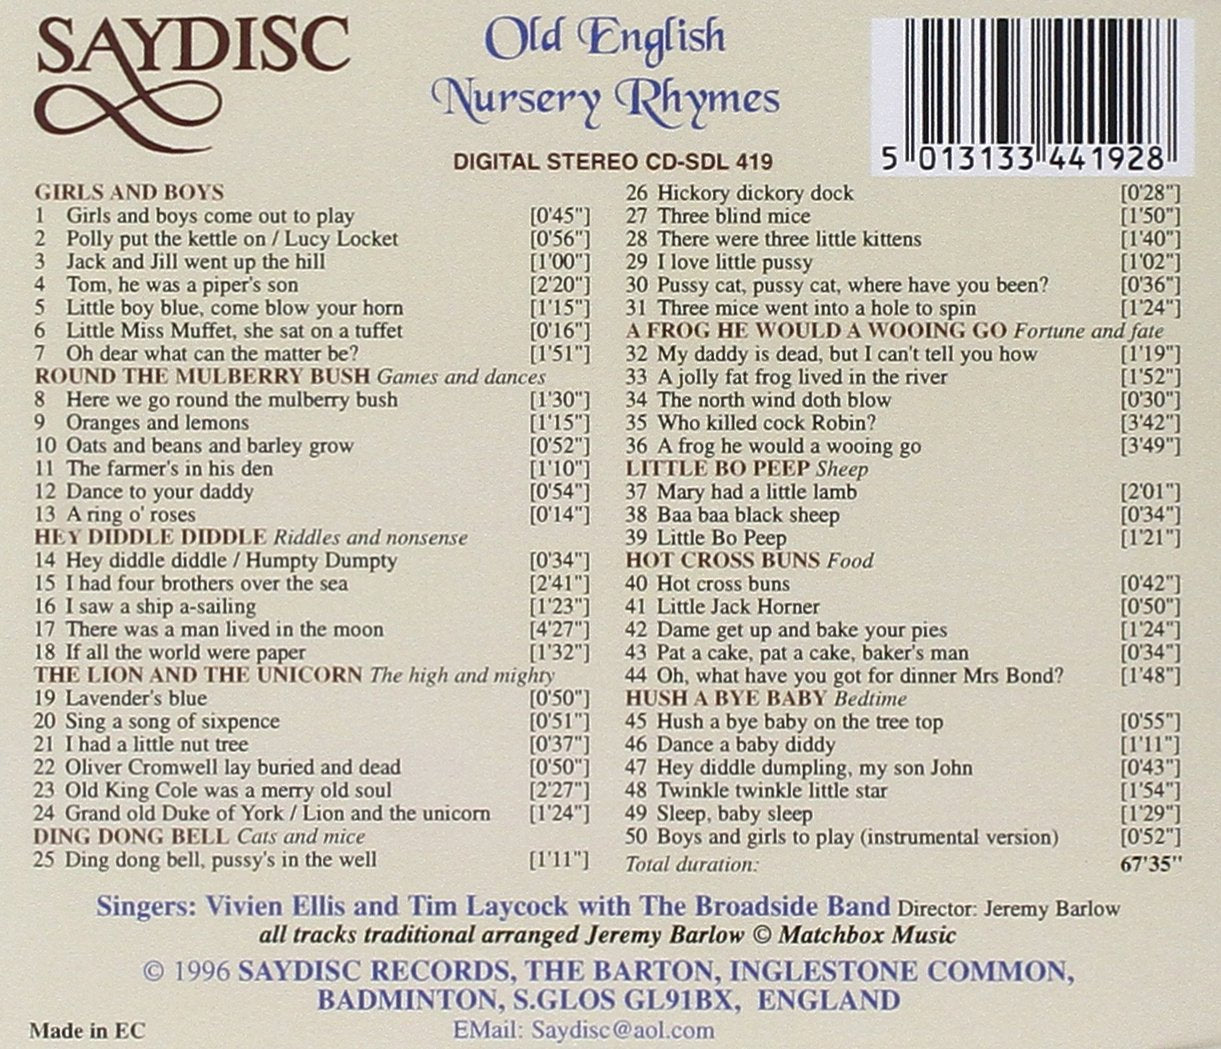 SAYDISC
Old English
Nursery Rhymes
DIGITAL STEREO CD-SDL 419
5 013133 441928
GIRLS AND BOYS
1 Girls and boys come out to play [0'45"]
2 Polly put the kettle on / Lucy Locket [0'56"]
3 Jack and Jill went up the hill [1'00"]
4 Tom, he was a piper's son [2'20"]
5 Little boy blue, come blow your horn [1'15"]
6 Little Miss Muffet, she sat on a tuffet [0'16"]
7 Oh dear what can the matter be? [1'51"]
ROUND THE MULBERRY BUSH Games and dances
8 Here we go round the mulberry bush [1'30"]
9 Oranges and lemons [1'15"]
10 Oats and beans and barley grow [0'52"]
11 The farmer's in his den [1'10"]
12 Dance to your daddy [0'54"]
13 A ring o' roses [0'14"]
HEY DIDDLE DIDDLE Riddles and nonsense
14 Hey diddle diddle / Humpty Dumpty [0'34"]
15 I had four brothers over the sea [2'41"]
16 I saw a ship a-sailing [1'23"]
17 There was a man lived in the moon [4'27"]
18 If all the world were paper [1'32"]
THE LION AND THE UNICORN The high and mighty
19 Lavender's blue [0'50"]
20 Sing a song of sixpence [0'51"]
21 I had a little nut tree [0'37"]
22 Oliver Cromwell lay buried and dead [0'50"]
23 Old King Cole was a merry old soul [2'27"]
24 Grand old Duke of York / Lion and the unicorn [1'24"]
DING DONG BELL Cats and mice
25 Ding dong bell, pussy's in the well [1'11"]
26 Hickory dickory dock [0'28"]
27 Three blind mice [1'50"]
28 There were three little kittens [1'40"]
29 I love little pussy [1'02"]
30 Pussy cat, pussy cat, where have you been? [0'36"]
31 Three mice went into a hole to spin [1'24"]
A FROG HE WOULD A WOOING GO Fortune and fate
32 My daddy is dead, but I can't tell you how [1'19"]
33 A jolly fat frog lived in the river [1'52"]
34 The north wind doth blow [0'30"]
35 Who killed cock Robin? [3'42"]
36 A frog he would a wooing go [3'49"]
LITTLE BO PEEP Sheep
37 Mary had a little lamb [2'01"]
38 Baa baa black sheep [0'34"]
39 Little Bo Peep [1'21"]
HOT CROSS BUNS Food
40 Hot cross buns [0'42"]
41 Little Jack Horner [0'50"]
42 Dame get up and bake your pies [1'24"]
43 Pat a cake, pat a cake, baker's man [0'34"]
44 Oh, what have you got for dinner Mrs Bond? [1'48"]
HUSH A BYE BABY Bedtime
45 Hush a bye baby on the tree top [0'55"]
46 Dance a baby diddy [1'11"]
47 Hey diddle dumpling, my son John [0'43"]
48 Twinkle twinkle little star [1'54"]
49 Sleep, baby sleep [1'29"]
50 Boys and girls to play (instrumental version) [0'52"]
Total duration: 67'35"
Singers: Vivien Ellis and Tim Laycock with The Broadside Band Director: Jeremy Barlow
all tracks traditional arranged Jeremy Barlow © Matchbox Music
© 1996 SAYDISC RECORDS, THE BARTON, INGLESTONE COMMON,
BADMINTON, S.GLOS GL91BX, ENGLAND
Made in EC
EMail: Saydisc@aol.com